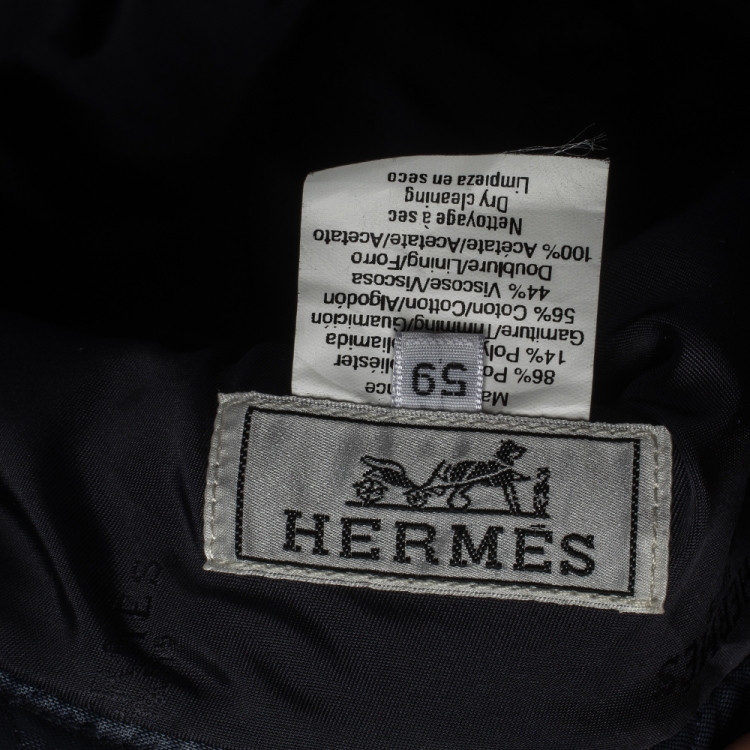 86%
14%
Garniture/Trimming/Guarnición
56% Coton/Cotton/Algodón
44% Viscose/Viscosa
Doublure/Lining/Forro
100% Acétate/Acetate/Acetato
Nettoyage à sec
Dry cleaning
Limpieza en seco
59
HERMÈS
HERMES